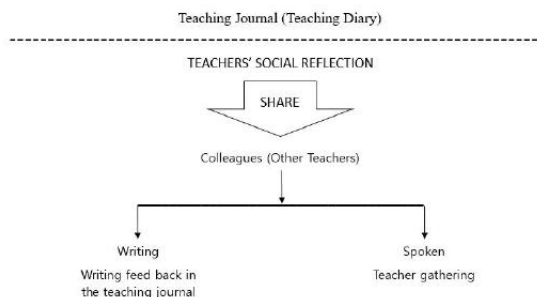 Teaching Journal (Teaching Diary)
TEACHERS' SOCIAL REFLECTION
SHARE
Colleagues (Other Teachers)
Writing
Writing feed back in
the teaching journal
Spoken
Teacher gathering